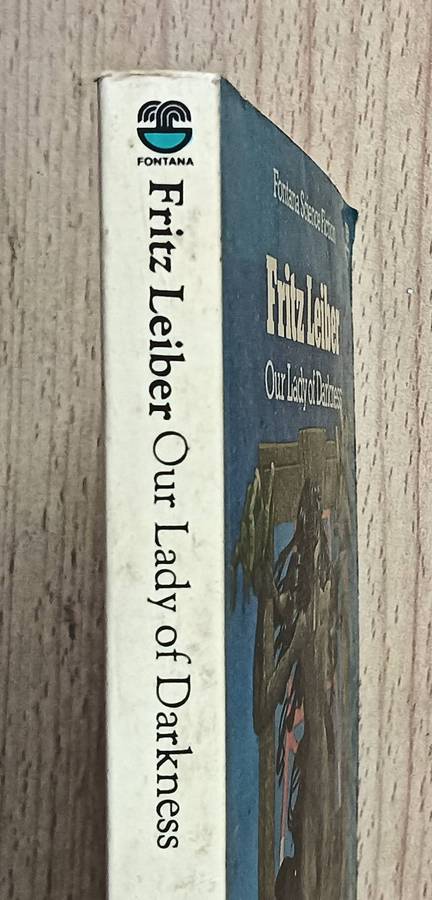 FONTANA
Fritz Leiber Our Lady of Darkness
Fontana Science Fiction
Fritz Leiber
Our Lady of Darkness